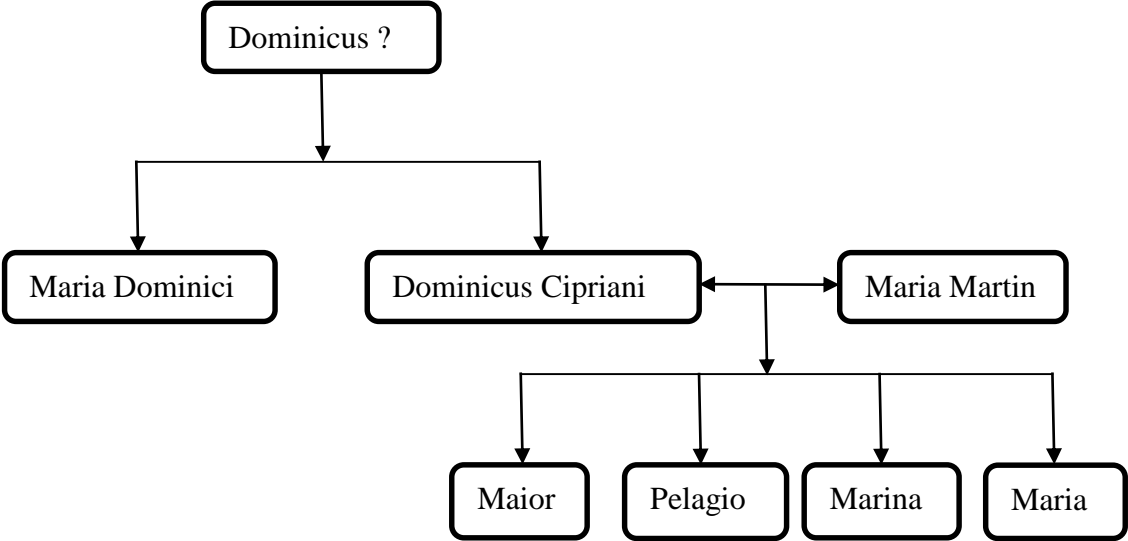 Dominicus ?
Maria Dominici
Dominicus Cipriani
Maria Martin
Maior
Pelagio
Marina
Maria